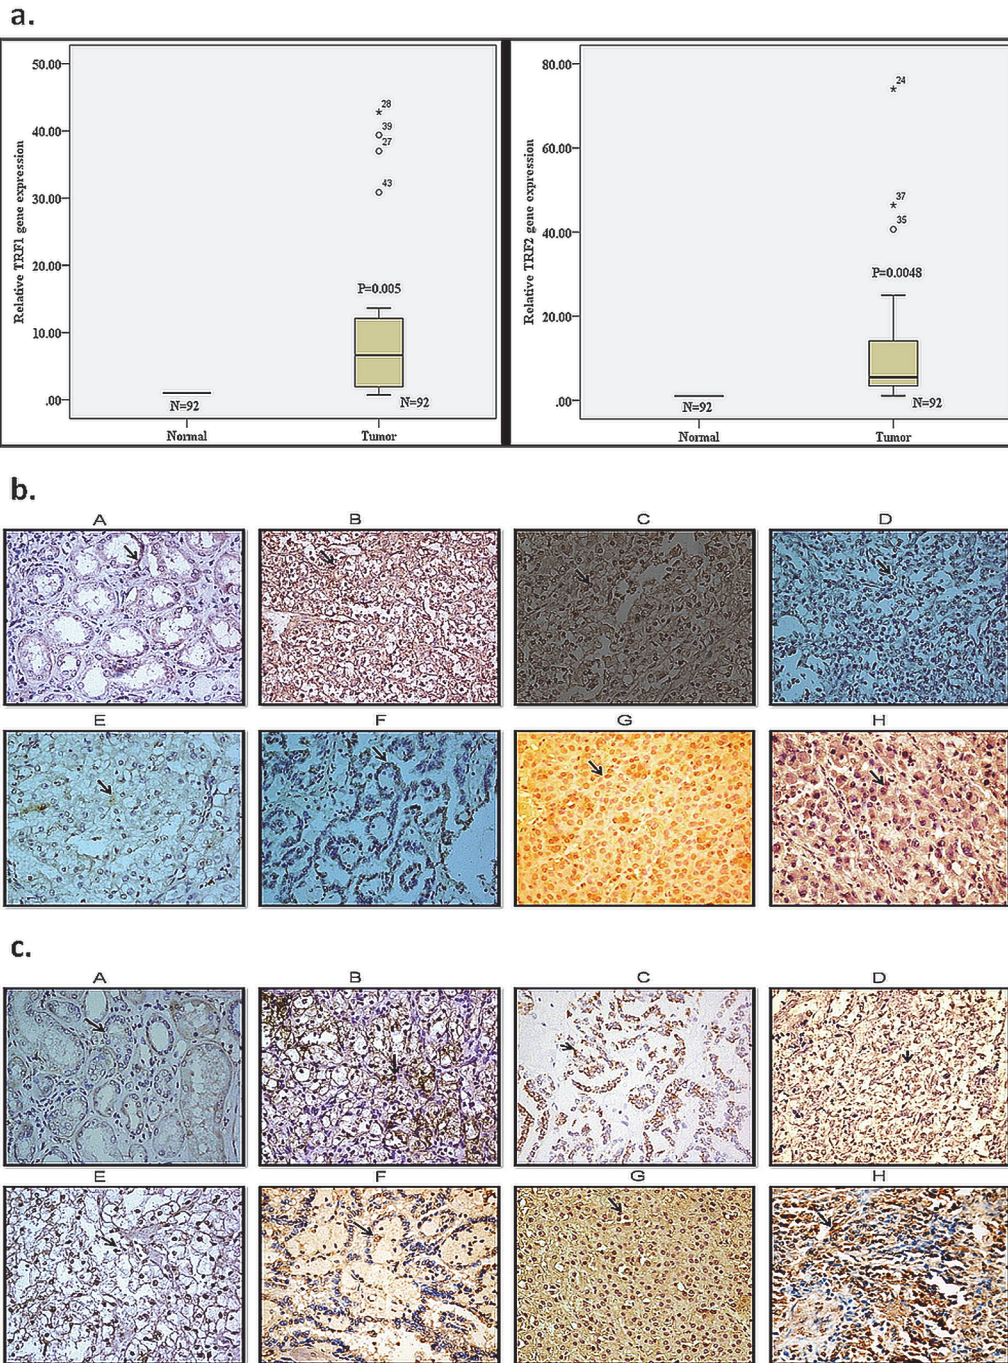 a.
Relative TRF1 gene expression
50.00
40.00
30.00
20.00
10.00
.00
*28
39
27
43
P=0.005
N=92
N=92
Normal
Tumor
Relative TRF2 gene expression
80.00
60.00
40.00
20.00
.00
*24
*37
35
P=0.0048
N=92
N=92
Normal
Tumor
b.
A B C D
E F G H
c.
A B C D
E F G H